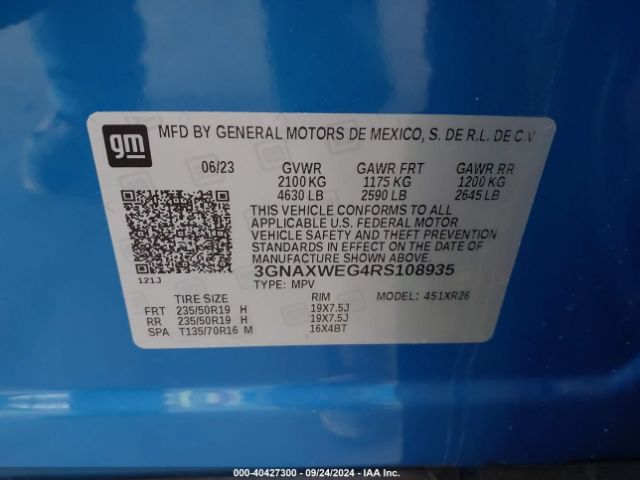 gm
MFD BY GENERAL MOTORS DE MEXICO, S. DE R.L. DE C.V
06/23 GVWR GAWR FRT GAWR RR
2100 KG 1175 KG 1200 KG
4630 LB 2590 LB 2645 LB
THIS VEHICLE CONFORMS TO ALL
APPLICABLE U.S. FEDERAL MOTOR
VEHICLE SAFETY AND THEFT PREVENTION
STANDARDS IN EFFECT ON THE DATE OF
MANUFACTURE SHOWN ABOVE.
3GNAXWEG4RS108935
121J
TYPE: MPV MODEL: 451XR26
TIRE SIZE RIM
FRT 235/50R19 H 19X7.5J
RR 235/50R19 H 19X7.5J
SPA T135/70R16 M 16X4BT
000-40427300 - 09/24/2024 - IAA Inc.